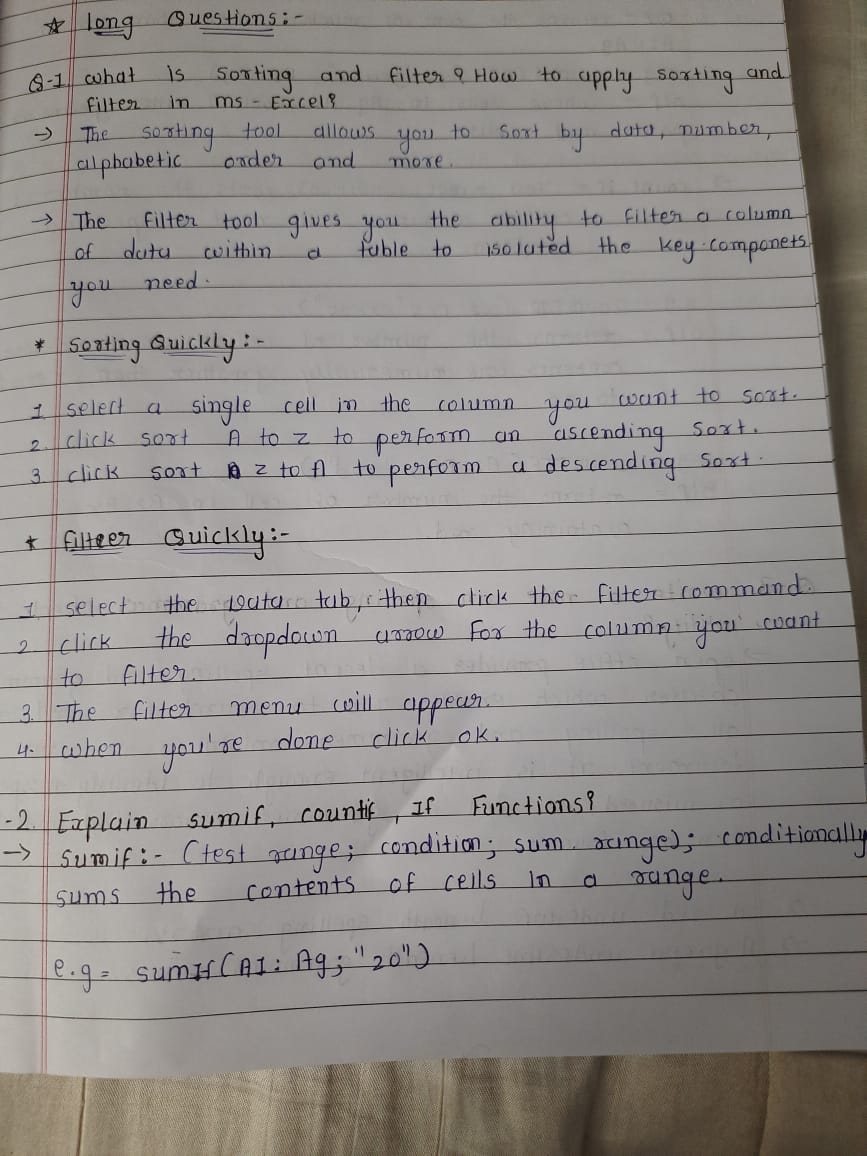 ☆ long Questions:-
Q-1 what is sorting and filter? How to apply sorting and
filter in ms-Excel?
→ The sorting tool allows you to sort by data, number,
alphabetic order and more.
→ The filter tool gives you the ability to filter a column
of data within a table to isolated the key componets
you need.
* Sorting Quickly:-
1. select a single cell in the column you want to sort.
2. click sort A to Z to perform an ascending sort.
3. click sort Z to A to perform a descending sort.
* filteer Quickly:-
1. select the Data tab, then click the filter command.
2. click the dropdown arrow For the column you want
to filter.
3. The filter menu will appear.
4. when you're done click ok.
-2. Explain sumif, countif, If Functions?
→ Sumif:- (test range; condition; sum range); conditionally
sums the contents of cells In a range.
e.g = sumIf(A1:A9;"20")